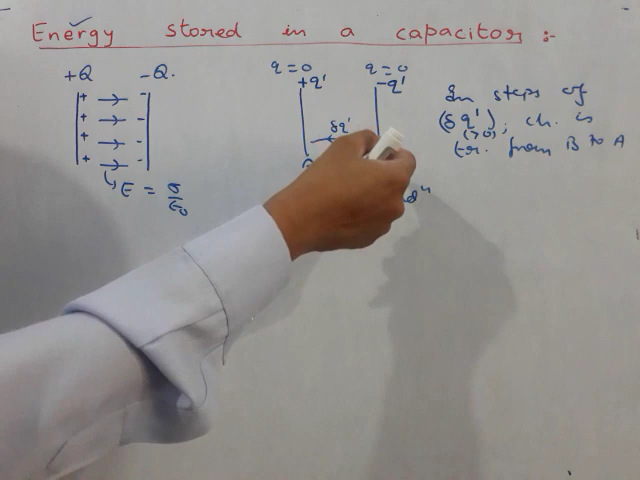 Energy stored in a capacitor :-
+Q -Q.
+ -
+ -
+ -
+ -
E = σ/ε₀
q=0 q=0
+q' -q'
δq'
In steps of
(δq'), ch. is
(>0)
tr. from B to A